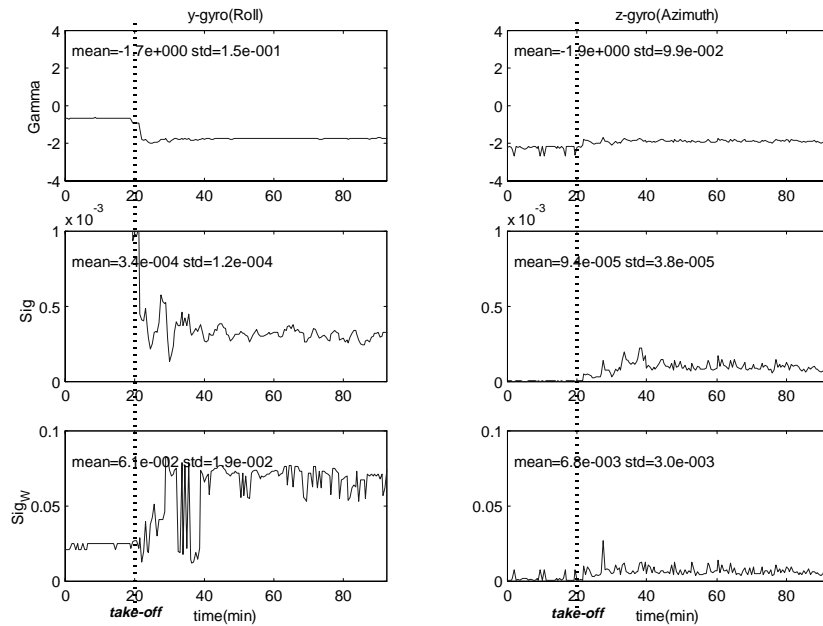 y-gyro(Roll)
4
2
0
-2
-4
Gamma
mean=-1.7e+000 std=1.5e-001
0 20 40 60 80
z-gyro(Azimuth)
4
2
0
-2
-4
mean=-1.9e+000 std=9.9e-002
0 20 40 60 80
x 10-3
1
0.5
0
Sig
mean=3.4e-004 std=1.2e-004
0 20 40 60 80
x 10-3
1
0.5
0
mean=9.4e-005 std=3.8e-005
0 20 40 60 80
0.1
0.05
0
SigW
mean=6.1e-002 std=1.9e-002
0 20 40 60 80
take-off time(min)
0.1
0.05
0
mean=6.8e-003 std=3.0e-003
0 20 40 60 80
take-off time(min)